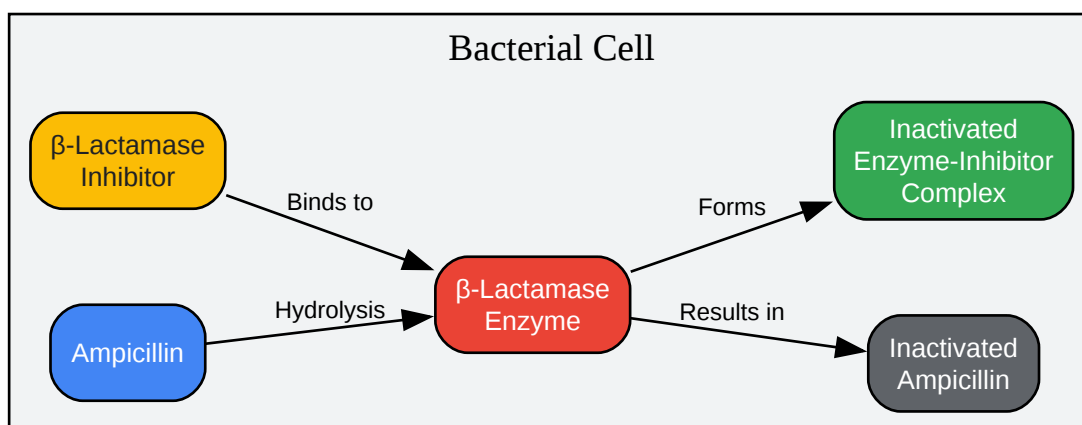 Bacterial Cell
β-Lactamase
Inhibitor
Binds to
Ampicillin
Hydrolysis
β-Lactamase
Enzyme
Forms
Inactivated
Enzyme-Inhibitor
Complex
Results in
Inactivated
Ampicillin